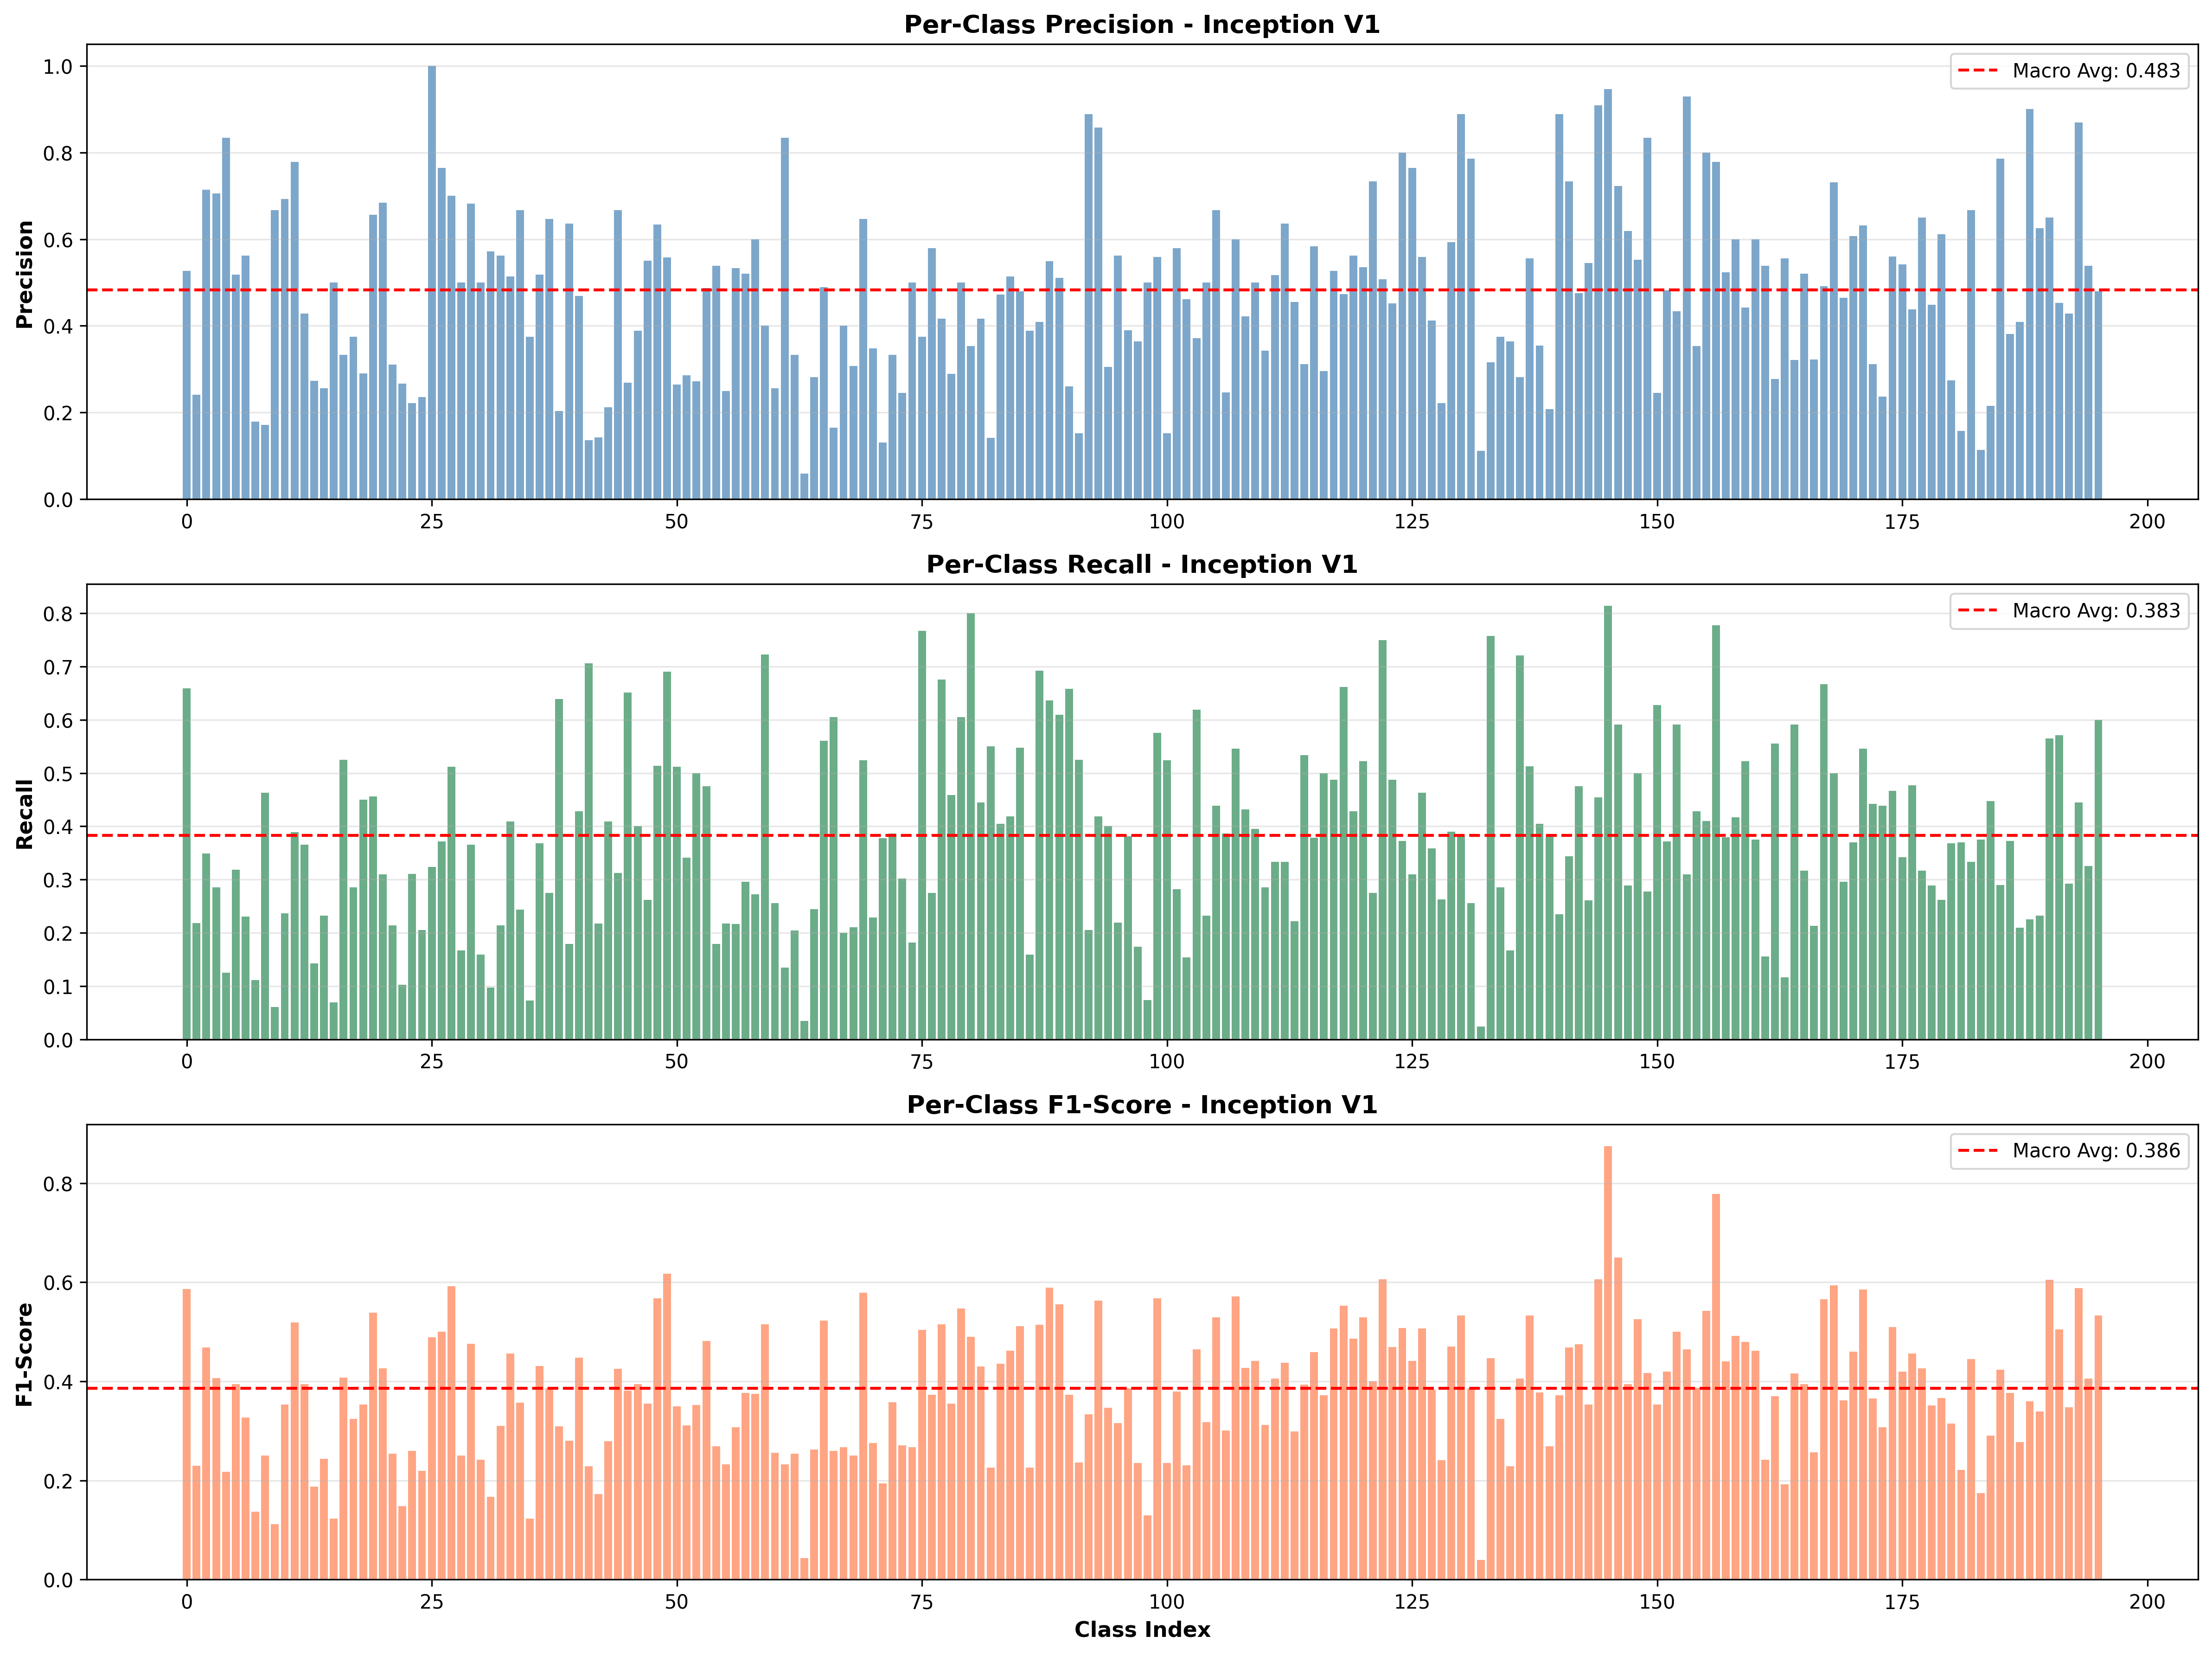 Per-Class Precision - Inception V1
Macro Avg: 0.483
Precision
1.0
0.8
0.6
0.4
0.2
0.0
0 25 50 75 100 125 150 175 200
Per-Class Recall - Inception V1
Macro Avg: 0.383
Recall
0.8
0.7
0.6
0.5
0.4
0.3
0.2
0.1
0.0
0 25 50 75 100 125 150 175 200
Per-Class F1-Score - Inception V1
Macro Avg: 0.386
F1-Score
0.8
0.6
0.4
0.2
0.0
0 25 50 75 100 125 150 175 200
Class Index